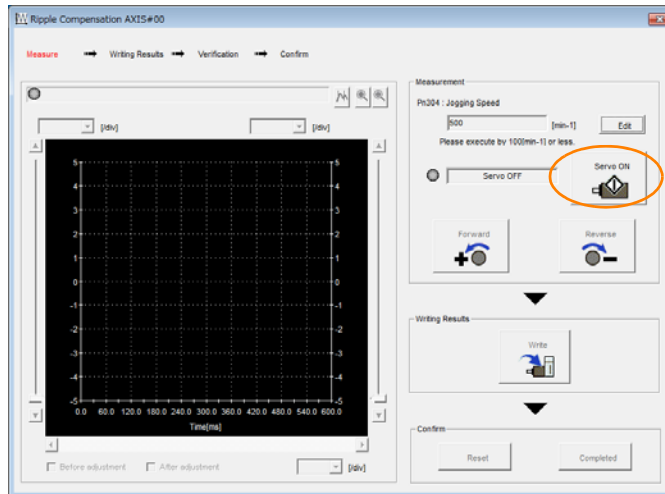 Ripple Compensation AXIS#00
Measure Writing Results Verification Confirm
[/div] [/div]
5 5
4 4
3 3
2 2
1 1
0 0
-1 -1
-2 -2
-3 -3
-4 -4
-5 -5
0.0 60.0 120.0 180.0 240.0 300.0 360.0 420.0 480.0 540.0 600.0
Time[ms]
Before adjustment After adjustment [/div]
Measurement
Pn304 : Jogging Speed
500 [min-1] Edit
Please execute by 100[min-1] or less.
Servo OFF Servo ON
Forward Reverse
Writing Results
Write
Confirm
Reset Completed